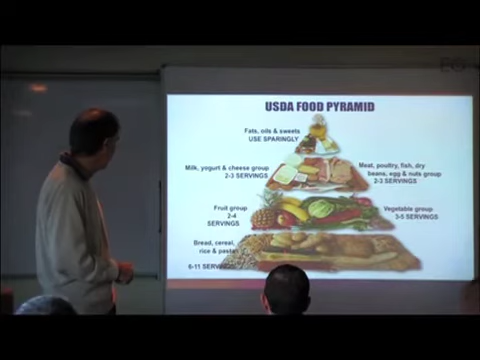 EG
USDA FOOD PYRAMID
Fats, oils & sweets
USE SPARINGLY
Milk, yogurt & cheese group
2-3 SERVINGS
Meat, poultry, fish, dry
beans, egg & nuts group
2-3 SERVINGS
Fruit group
2-4
SERVINGS
Vegetable group
3-5 SERVINGS
Bread, cereal,
rice & pasta
6-11 SERVINGS